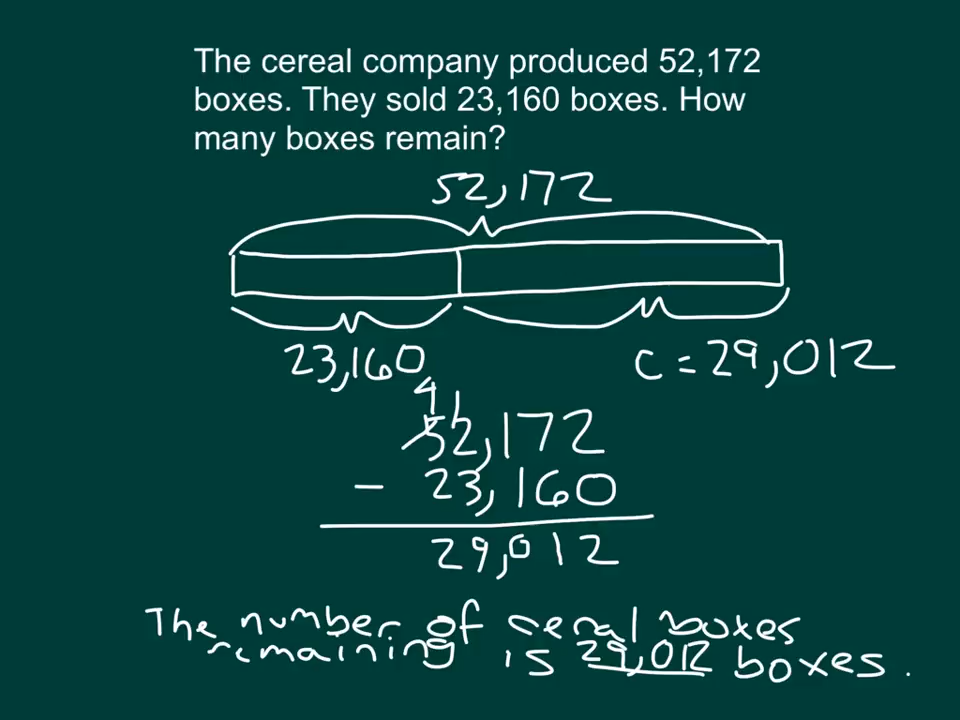 The cereal company produced 52,172
boxes. They sold 23,160 boxes. How
many boxes remain?
52,172
23,160
c = 29,012
4 1
52,172
- 23,160
29,012
The number of cereal boxes
remaining is 29,012 boxes.